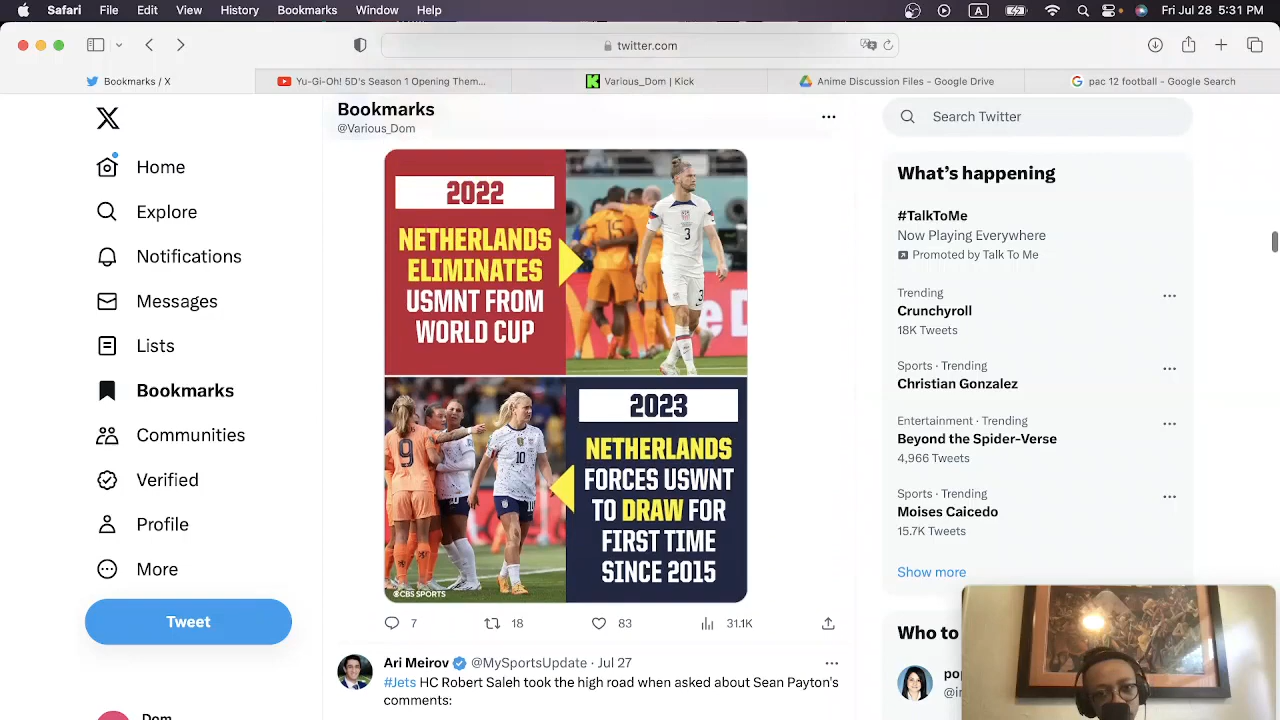 Safari File Edit View History Bookmarks Window Help
A
Fri Jul 28 5:31 PM
twitter.com
Bookmarks / X
Yu-Gi-Oh! 5D's Season 1 Opening Them...
Various_Dom | Kick
Anime Discussion Files - Google Drive
pac 12 football - Google Search
Home
Explore
Notifications
Messages
Lists
Bookmarks
Communities
Verified
Profile
More
Tweet
Dom
Bookmarks
@Various_Dom
2022
NETHERLANDS
ELIMINATES
USMNT FROM
WORLD CUP
15
3
3
2023
NETHERLANDS
FORCES USWNT
TO DRAW FOR
FIRST TIME
SINCE 2015
9
10
©CBS SPORTS
7 18 83 31.1K
Ari Meirov @MySportsUpdate · Jul 27
#Jets HC Robert Saleh took the high road when asked about Sean Payton's
comments:
Search Twitter
What's happening
#TalkToMe
Now Playing Everywhere
Promoted by Talk To Me
Trending
Crunchyroll
18K Tweets
Sports · Trending
Christian Gonzalez
Entertainment · Trending
Beyond the Spider-Verse
4,966 Tweets
Sports · Trending
Moises Caicedo
15.7K Tweets
Show more
Who to